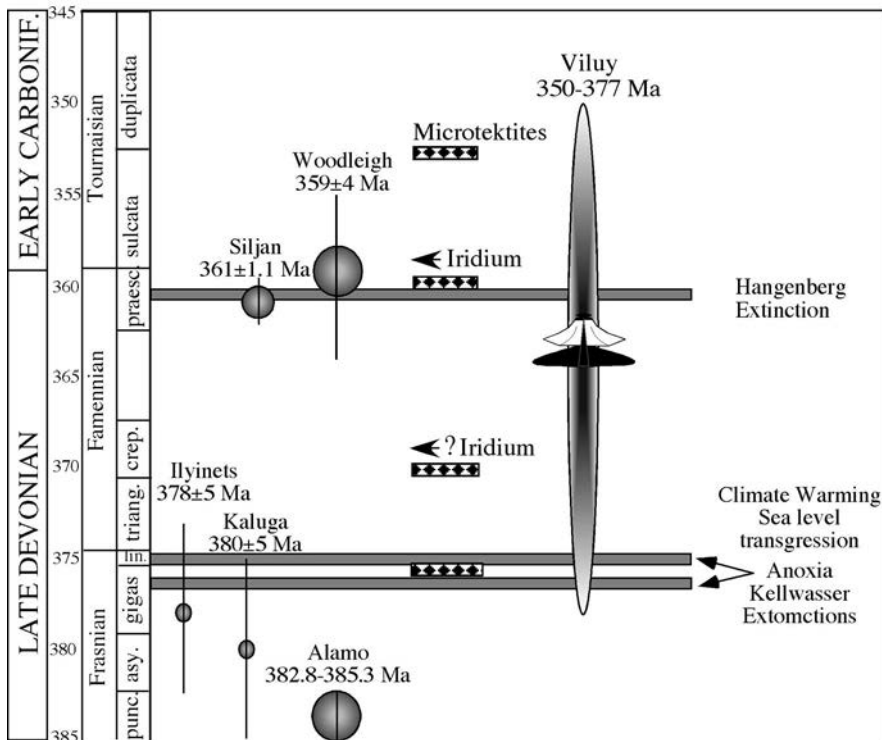 EARLY CARBONIF.
LATE DEVONIAN
Tournaisian
Famennian
Frasnian
345
350
355
360
365
370
375
380
385
duplicata
sulcata
praesc.
crep.
triang.
lin.
gigas
asy.
punc.
Viluy
350-377 Ma
Microtektites
Woodleigh
359±4 Ma
Siljan
361±1.1 Ma
Iridium
Hangenberg
Extinction
? Iridium
Ilyinets
378±5 Ma
Kaluga
380±5 Ma
Climate Warming
Sea level
transgression
Anoxia
Kellwasser
Extomctions
Alamo
382.8-385.3 Ma